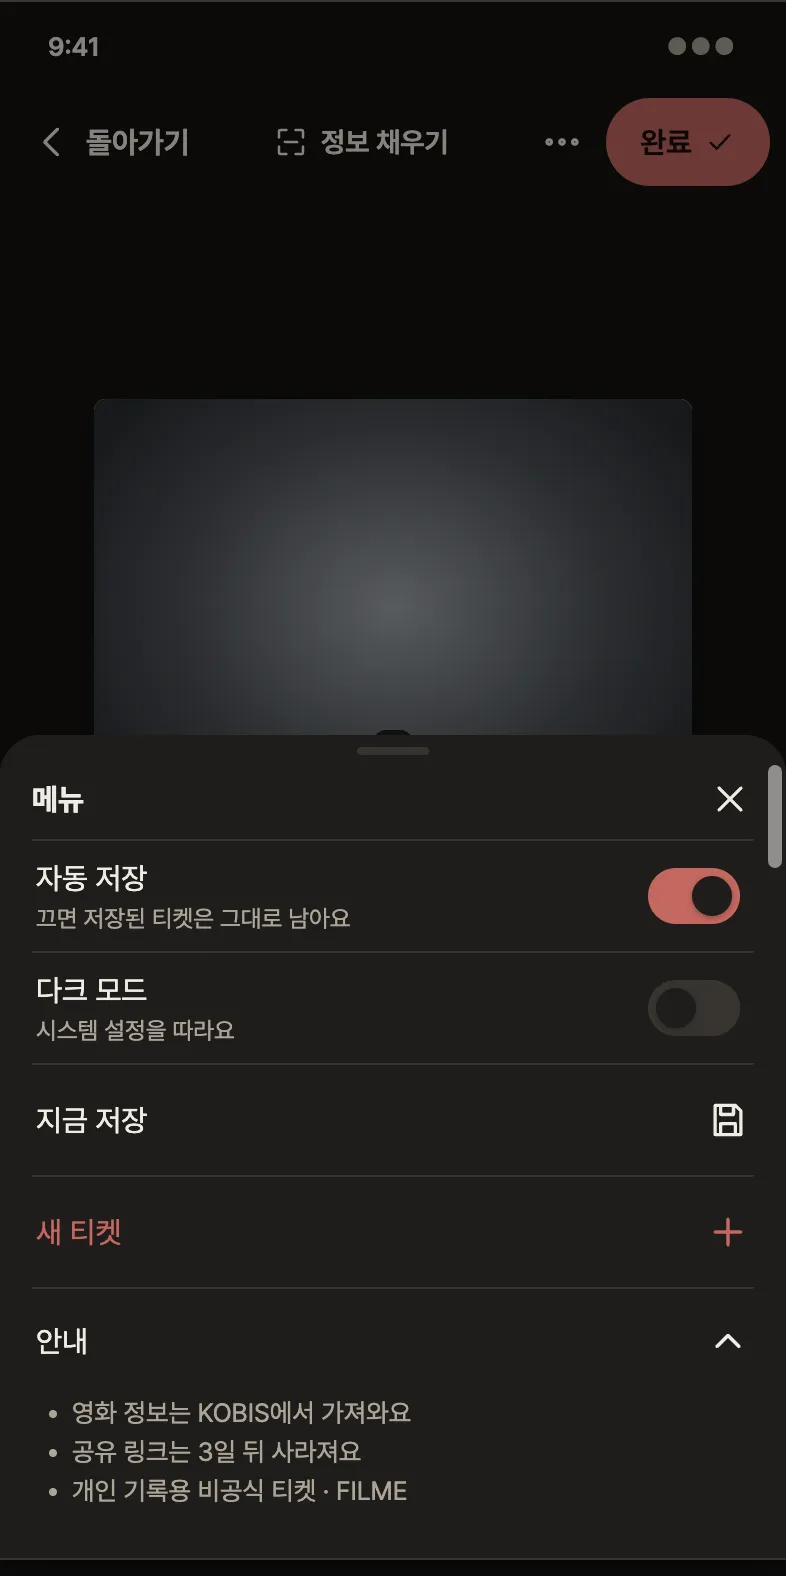 9:41
돌아가기
정보 채우기
완료
메뉴
자동 저장
끄면 저장된 티켓은 그대로 남아요
다크 모드
시스템 설정을 따라요
지금 저장
새 티켓
안내
• 영화 정보는 KOBIS에서 가져와요
• 공유 링크는 3일 뒤 사라져요
• 개인 기록용 비공식 티켓 · FILME